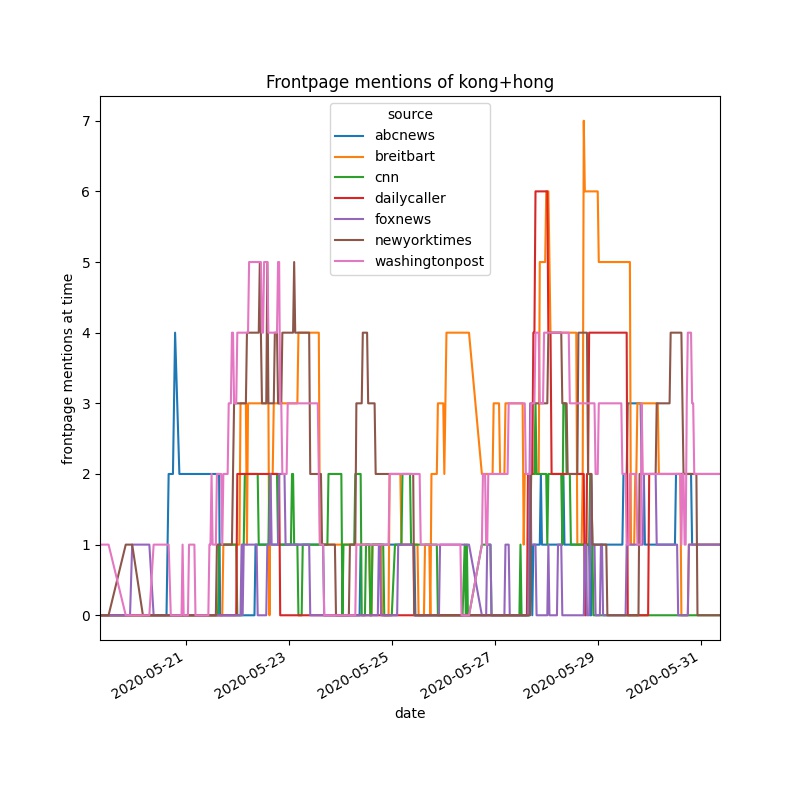 Frontpage mentions of kong+hong
source
abcnews
breitbart
cnn
dailycaller
foxnews
newyorktimes
washingtonpost
frontpage mentions at time
7
6
5
4
3
2
1
0
2020-05-21
2020-05-23
2020-05-25
2020-05-27
2020-05-29
2020-05-31
date